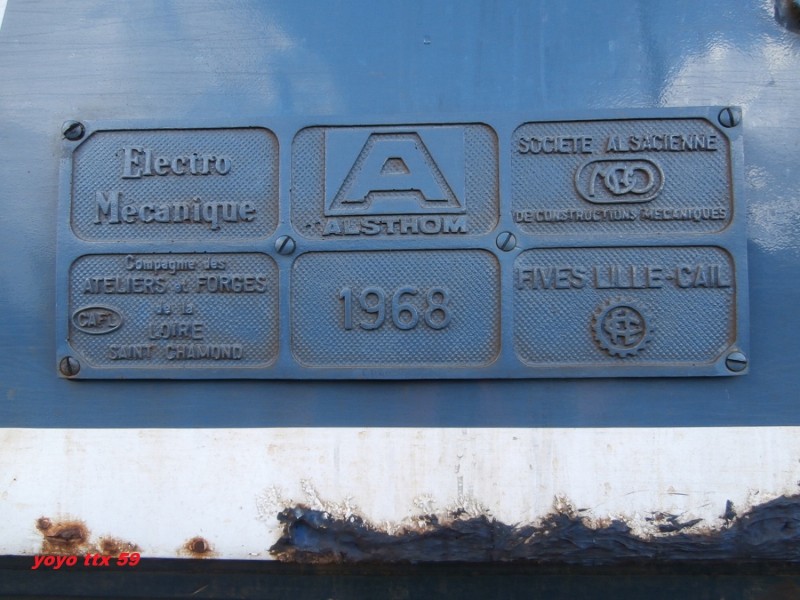 Electro
Mecanique
A
ALSTHOM
SOCIETE ALSACIENNE
MGO
DE CONSTRUCTIONS MECANIQUES
Compagnie des
ATELIERS et FORGES
de la
CAFL
LOIRE
SAINT CHAMOND
1968
FIVES LILLE-CAIL
yoyo ttx 59